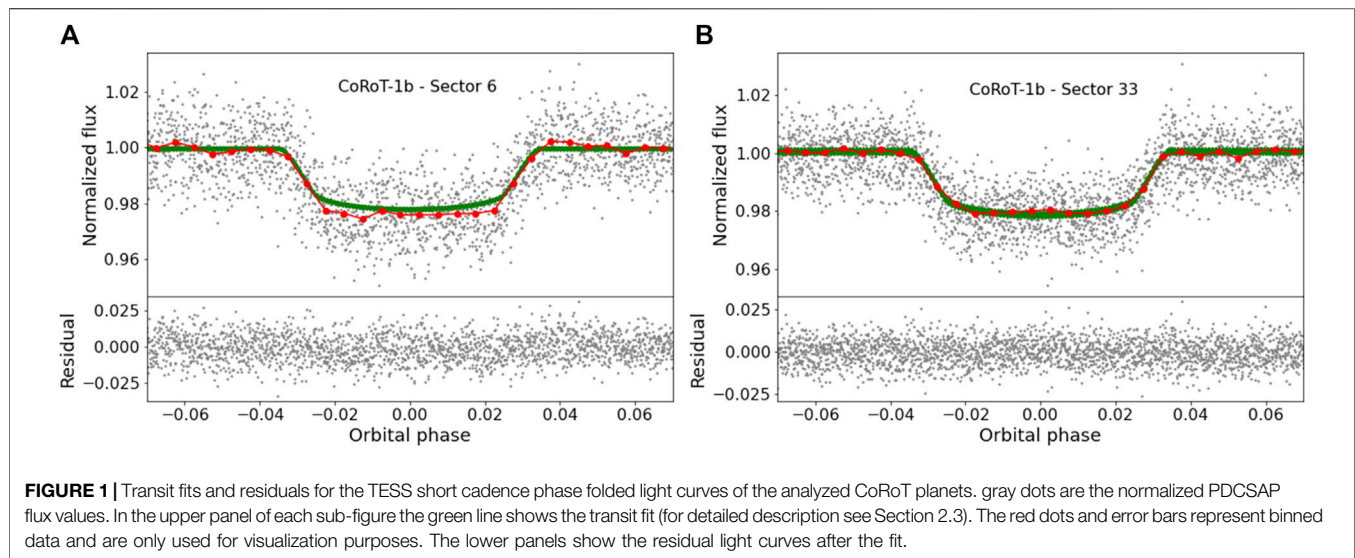 A
B
CoRoT-1b - Sector 6
1.02
1.00
0.98
0.96
Normalized flux
0.025
0.000
−0.025
Residual
−0.06 −0.04 −0.02 0.00 0.02 0.04 0.06
Orbital phase
CoRoT-1b - Sector 33
1.02
1.00
0.98
0.96
Normalized flux
0.025
0.000
−0.025
Residual
−0.06 −0.04 −0.02 0.00 0.02 0.04 0.06
Orbital phase
FIGURE 1 | Transit fits and residuals for the TESS short cadence phase folded light curves of the analyzed CoRoT planets. gray dots are the normalized PDCSAP
flux values. In the upper panel of each sub-figure the green line shows the transit fit (for detailed description see Section 2.3). The red dots and error bars represent binned
data and are only used for visualization purposes. The lower panels show the residual light curves after the fit.